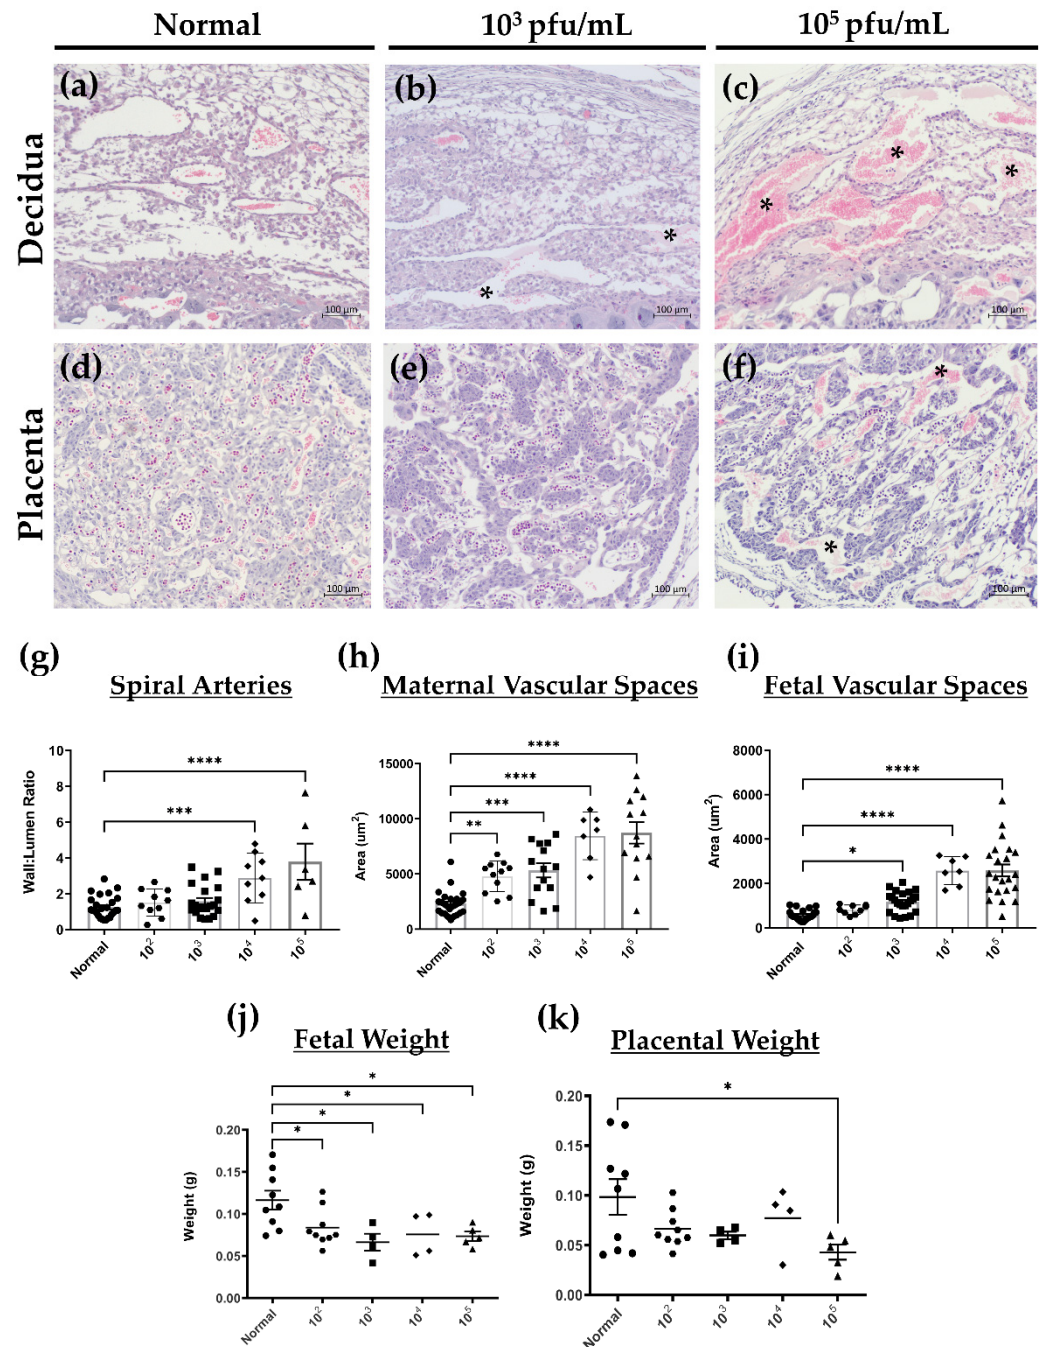 Normal 10³ pfu/mL 10⁵ pfu/mL
Decidua
(a) (b) (c)
* * * * *
100 µm 100 µm 100 µm
Placenta
(d) (e) (f)
* *
100 µm 100 µm 100 µm
(g) (h) (i)
Spiral Arteries Maternal Vascular Spaces Fetal Vascular Spaces
Wall:Lumen Ratio
10
8
6
4
2
0
****
***
Normal 10² 10³ 10⁴ 10⁵
Area (um²)
15000
10000
5000
0
****
****
***
**
Normal 10² 10³ 10⁴ 10⁵
Area (um²)
8000
6000
4000
2000
0
****
****
*
Normal 10² 10³ 10⁴ 10⁵
(j) (k)
Fetal Weight Placental Weight
Weight (g)
0.20
0.15
0.10
0.05
0.00
*
*
*
*
Normal 10² 10³ 10⁴ 10⁵
Weight (g)
0.20
0.15
0.10
0.05
0.00
*
Normal 10² 10³ 10⁴ 10⁵